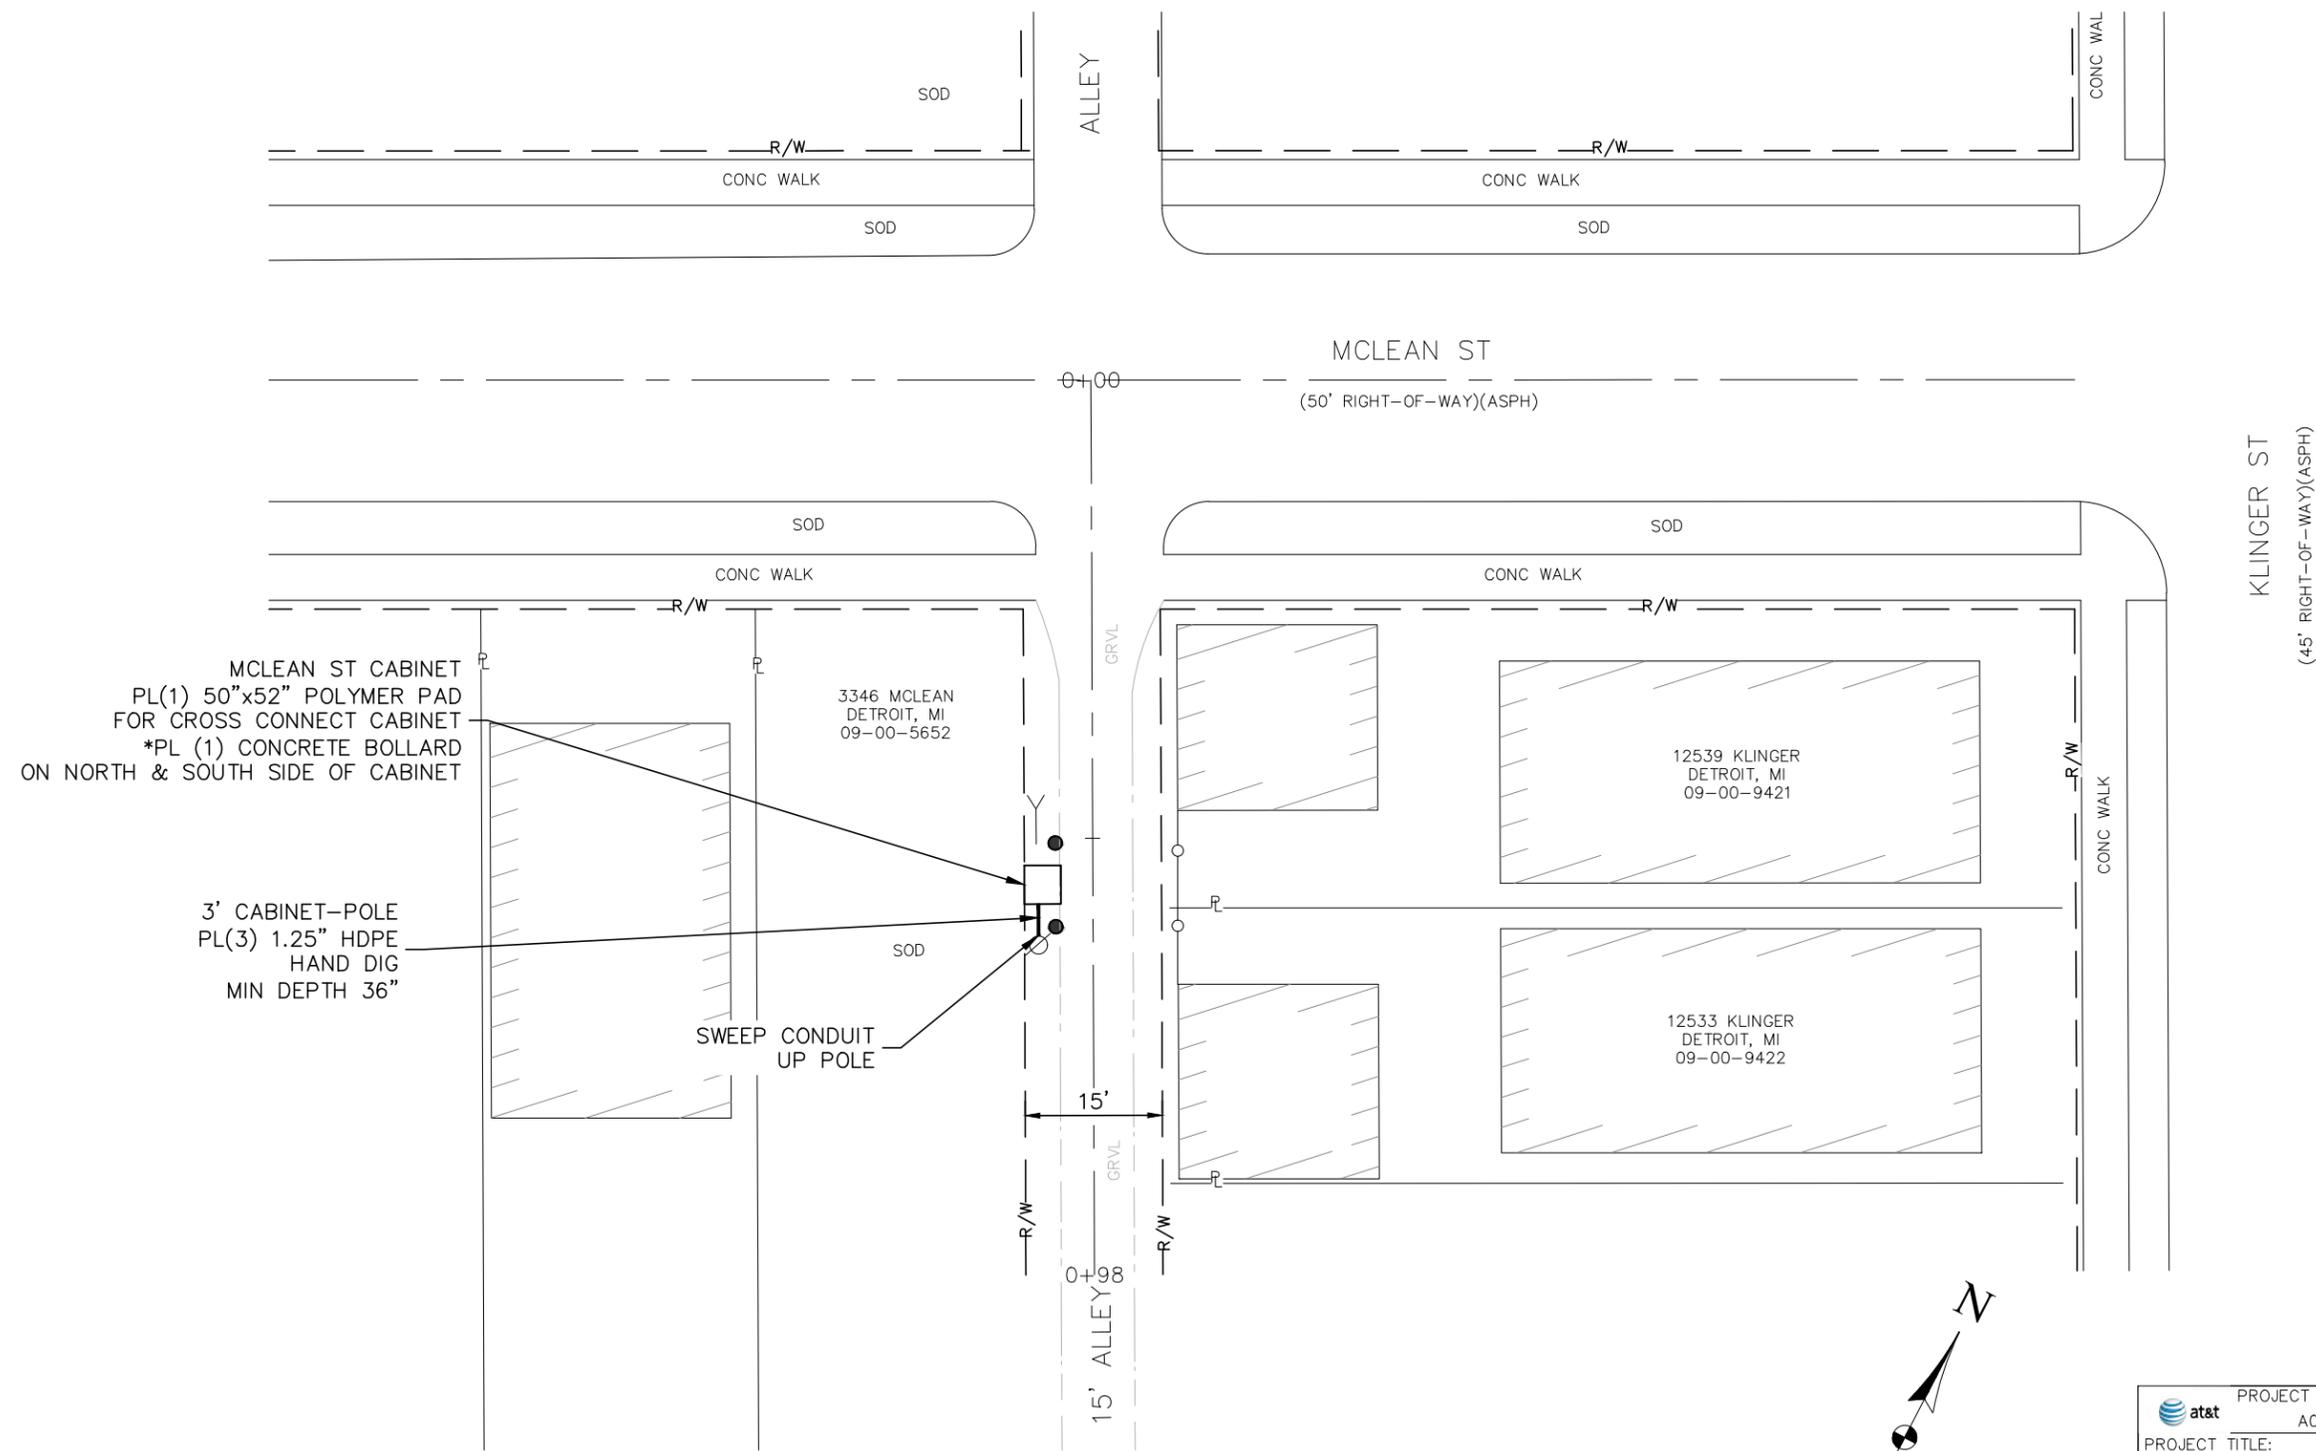 SOD
ALLEY
CONC WAL
R/W
R/W
CONC WALK
CONC WALK
SOD
SOD
MCLEAN ST
0+00
(50' RIGHT-OF-WAY)(ASPH)
KLINGER ST
(45' RIGHT-OF-WAY)(ASPH)
SOD
SOD
CONC WALK
CONC WALK
R/W
R/W
GRVL
PL
PL
MCLEAN ST CABINET
PL(1) 50"x52" POLYMER PAD
FOR CROSS CONNECT CABINET
*PL (1) CONCRETE BOLLARD
ON NORTH & SOUTH SIDE OF CABINET
3346 MCLEAN
DETROIT, MI
09-00-5652
12539 KLINGER
DETROIT, MI
09-00-9421
R/W
CONC WALK
Y
3' CABINET-POLE
PL(3) 1.25" HDPE
HAND DIG
MIN DEPTH 36"
SOD
PL
SWEEP CONDUIT
UP POLE
12533 KLINGER
DETROIT, MI
09-00-9422
15'
GRVL
PL
R/W
R/W
0+98
15' ALLEY
N
at&t
PROJECT
AC
PROJECT TITLE: